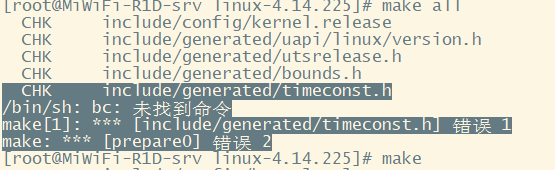 [root@MiWiFi-R1D-srv linux-4.14.225]# make all
CHK include/config/kernel.release
CHK include/generated/uapi/linux/version.h
CHK include/generated/utsrelease.h
CHK include/generated/bounds.h
CHK include/generated/timeconst.h
/bin/sh: bc: 未找到命令
make[1]: *** [include/generated/timeconst.h] 错误 1
make: *** [prepare0] 错误 2
[root@MiWiFi-R1D-srv linux-4.14.225]# make